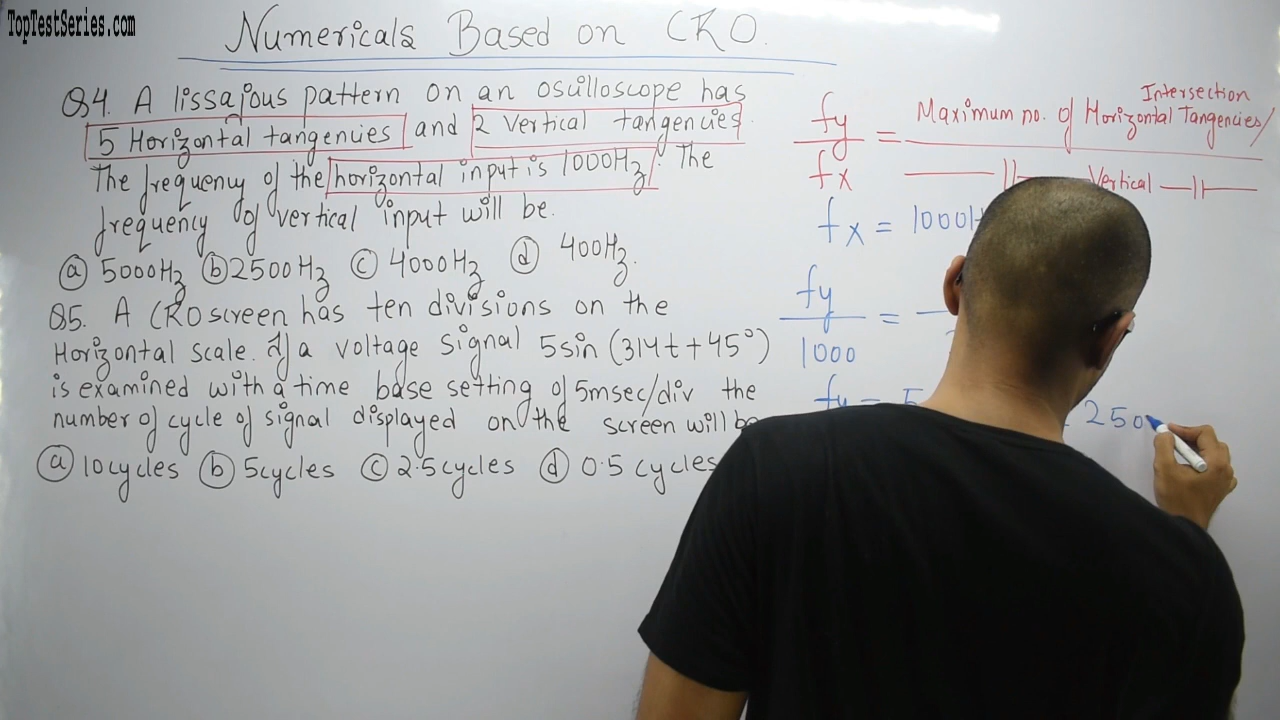 TopTestSeries.com
Numericals Based on CRO.
Q4. A lissajous pattern on an oscilloscope has
5 Horizontal tangencies and 2 vertical tangencies.
The frequency of the horizontal input is 1000Hz. The
frequency of vertical input will be.
(a) 5000Hz (b) 2500Hz (c) 4000Hz (d) 400Hz.
Q5. A CRO screen has ten divisions on the
Horizontal scale. If a voltage signal 5sin (314t+45°)
is examined with a time base setting of 5msec/div the
number of cycle of signal displayed on the screen will be
(a) 10cycles (b) 5cycles (c) 2.5cycles (d) 0.5 cycles
Intersection
fy = Maximum no. of Horizontal Tangencies/
fx Vertical
fx = 1000H
fy =
1000
fy = 5 250